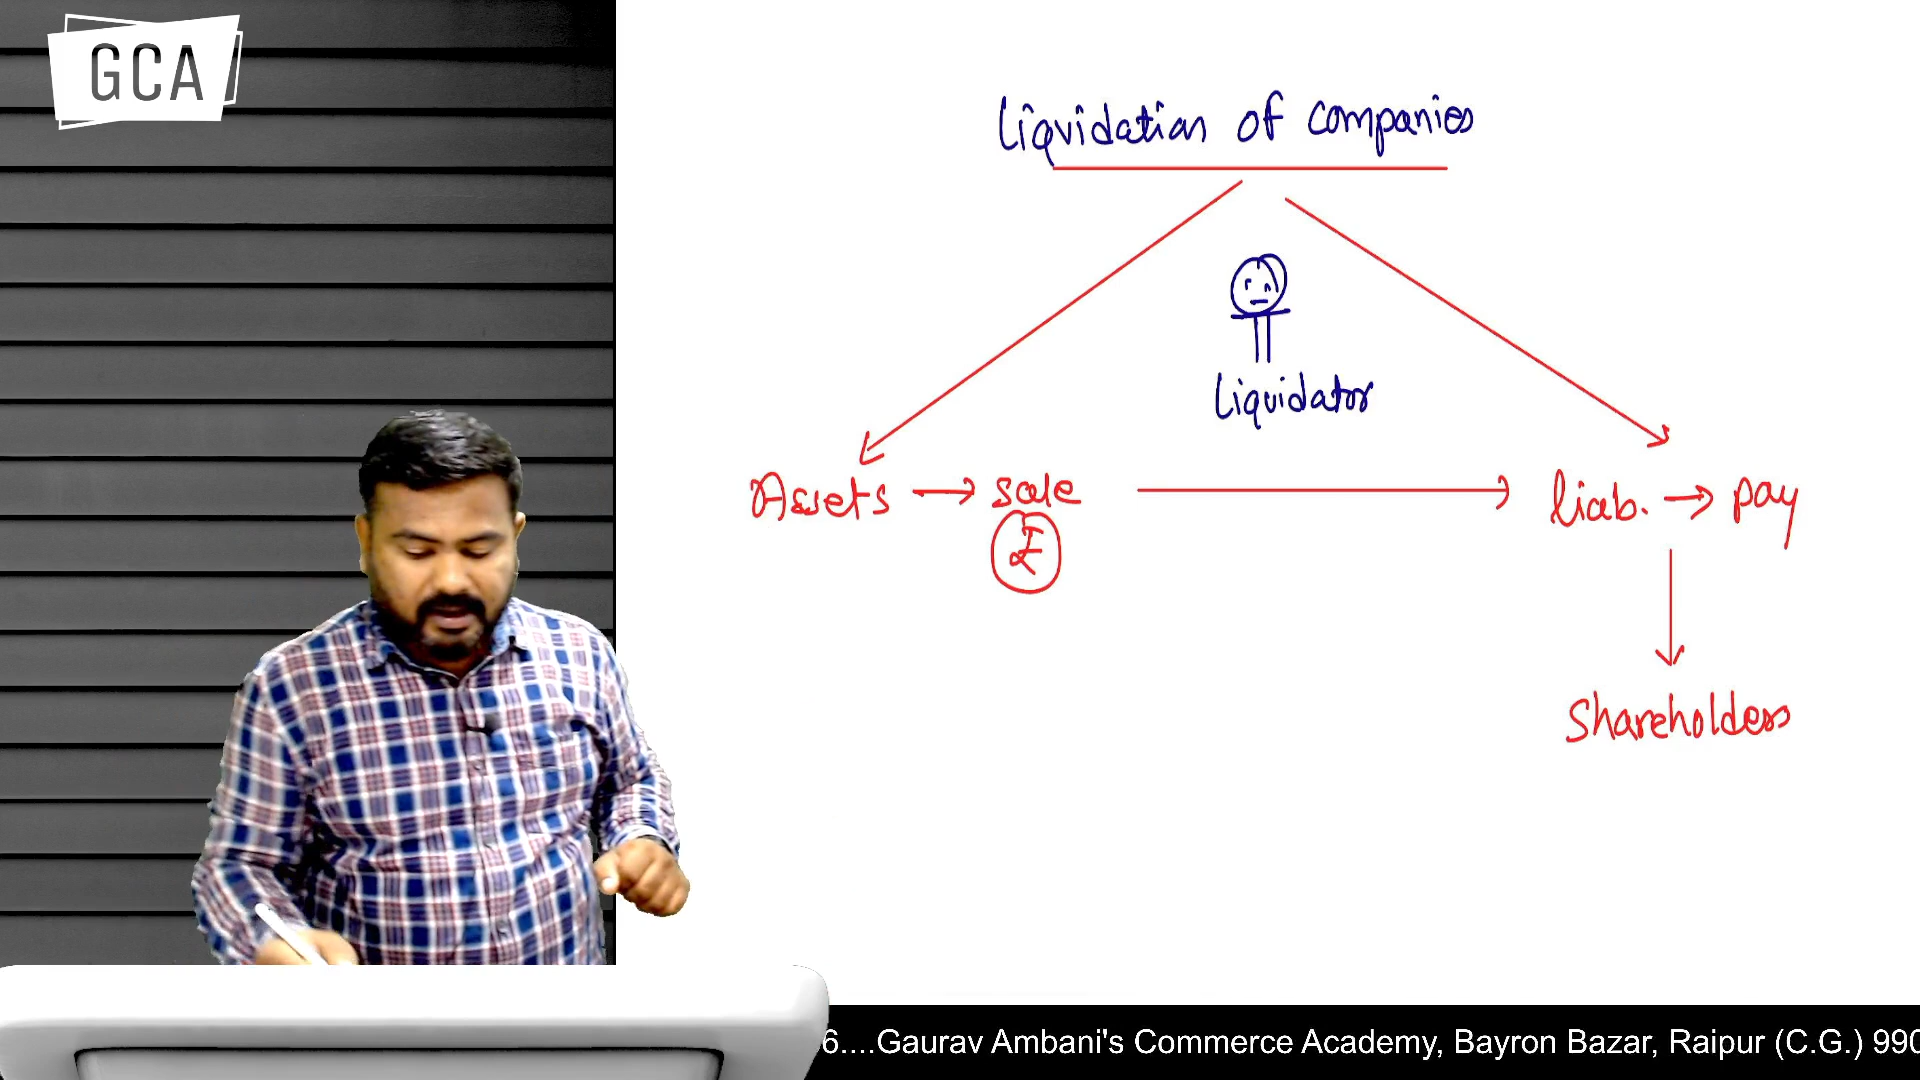 GCA
Liquidation of companies
Liquidator
Assets → sale → liab. → pay
₹
Shareholders
6....Gaurav Ambani's Commerce Academy, Bayron Bazar, Raipur (C.G.) 990